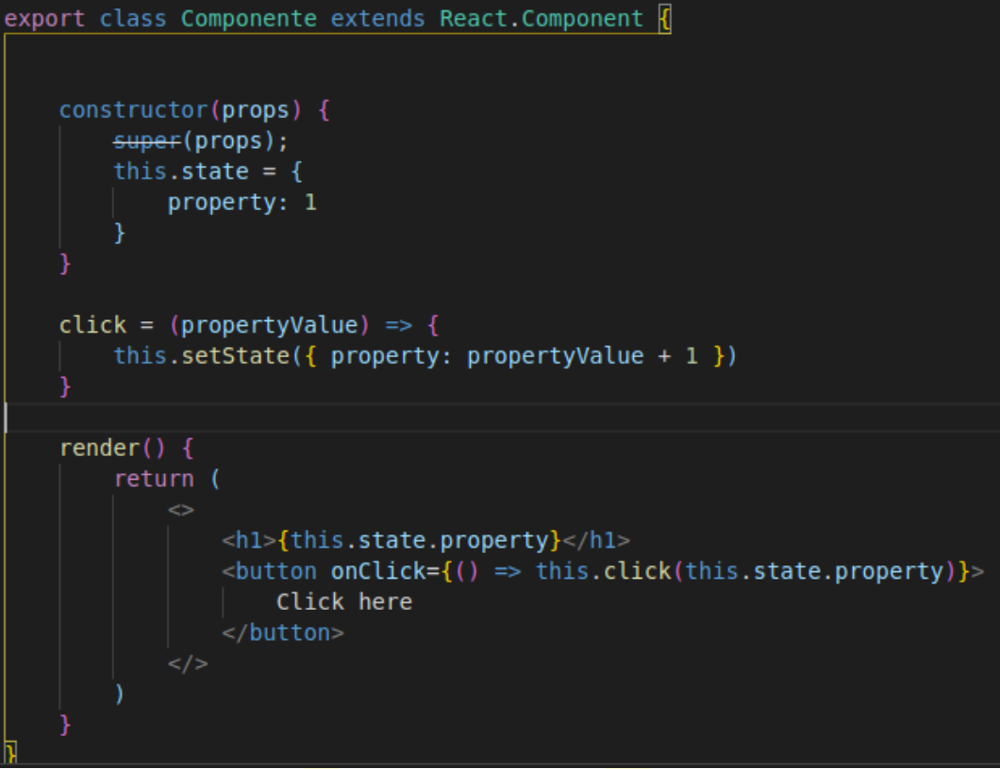 export class Componente extends React.Component {
constructor(props) {
super(props);
this.state = {
property: 1
}
}
click = (propertyValue) => {
this.setState({ property: propertyValue + 1 })
}
render() {
return (
<>
<h1>{this.state.property}</h1>
<button onClick={() => this.click(this.state.property)}>
Click here
</button>
</>
)
}
}